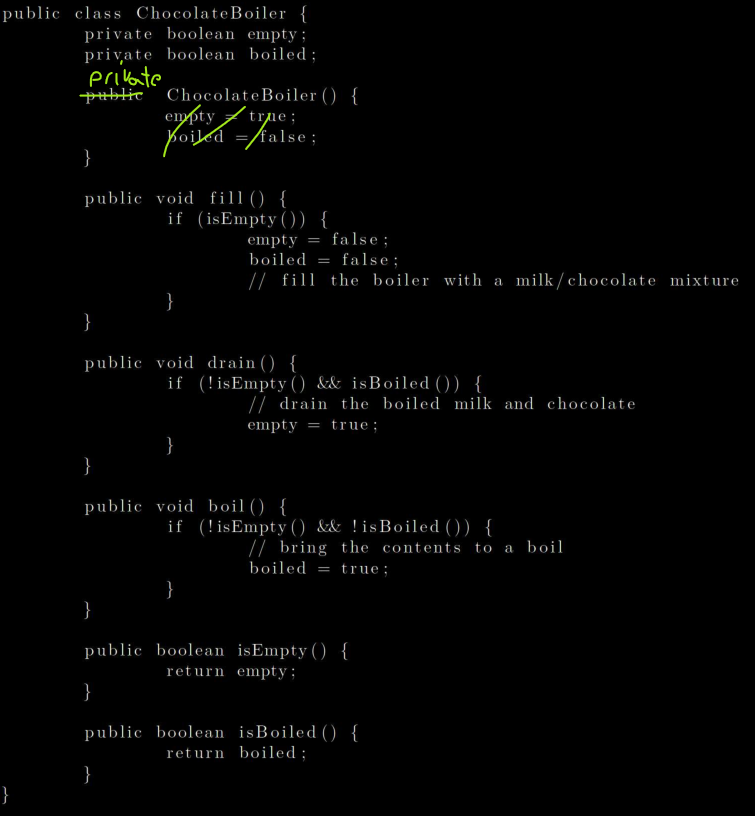 public class ChocolateBoiler {
private boolean empty;
private boolean boiled;
private
public ChocolateBoiler() {
empty = true;
boiled = false;
}
public void fill() {
if (isEmpty()) {
empty = false;
boiled = false;
// fill the boiler with a milk/chocolate mixture
}
}
public void drain() {
if (!isEmpty() && isBoiled()) {
// drain the boiled milk and chocolate
empty = true;
}
}
public void boil() {
if (!isEmpty() && !isBoiled()) {
// bring the contents to a boil
boiled = true;
}
}
public boolean isEmpty() {
return empty;
}
public boolean isBoiled() {
return boiled;
}
}